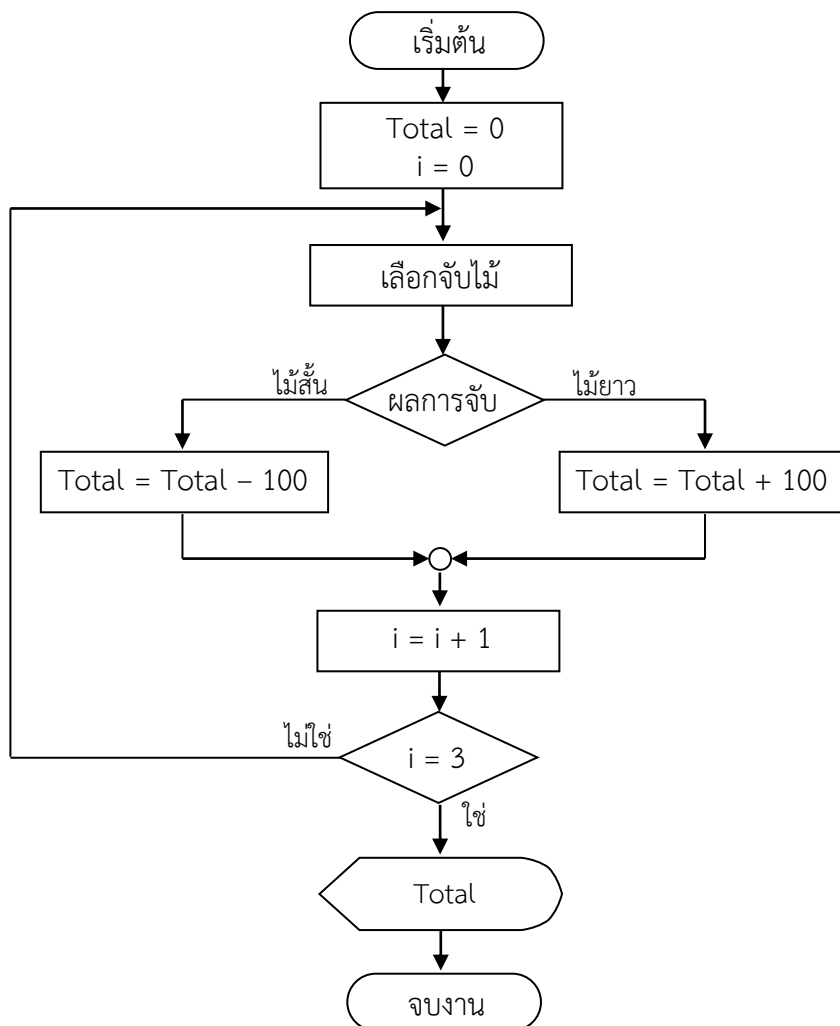 เริ่มต้น
Total = 0
i = 0
เลือกจับไม้
ไม้สั้น
ผลการจับ
ไม้ยาว
Total = Total – 100
Total = Total + 100
i = i + 1
ไม่ใช่
i = 3
ใช่
Total
จบงาน